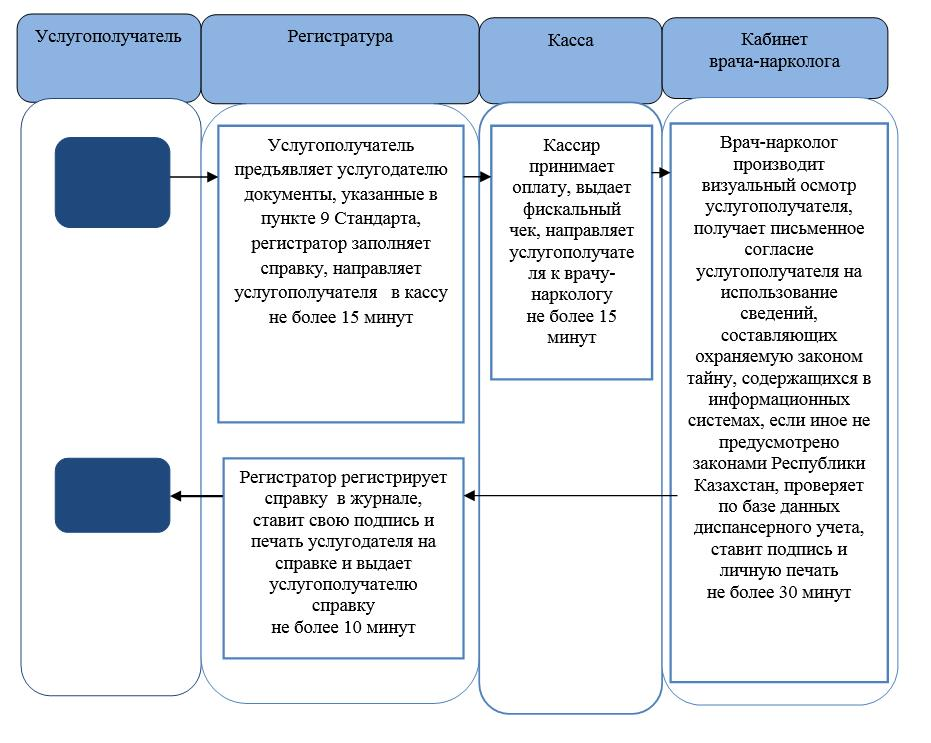 Услугополучатель
Регистратура
Касса
Кабинет
врача-нарколога
Услугополучатель
предъявляет услугодателю
документы, указанные в
пункте 9 Стандарта,
регистратор заполняет
справку, направляет
услугополучателя в кассу
не более 15 минут
Кассир
принимает
оплату, выдает
фискальный
чек, направляет
услугополучате
ля к врачу-
наркологу
не более 15
минут
Врач-нарколог
производит
визуальный осмотр
услугополучателя,
получает письменное
согласие
услугополучателя на
использование
сведений,
составляющих
охраняемую законом
тайну, содержащихся в
информационных
системах, если иное не
предусмотрено
законами Республики
Казахстан, проверяет
по базе данных
диспансерного учета,
ставит подпись и
личную печать
не более 30 минут
Регистратор регистрирует
справку в журнале,
ставит свою подпись и
печать услугодателя на
справке и выдает
услугополучателю
справку
не более 10 минут